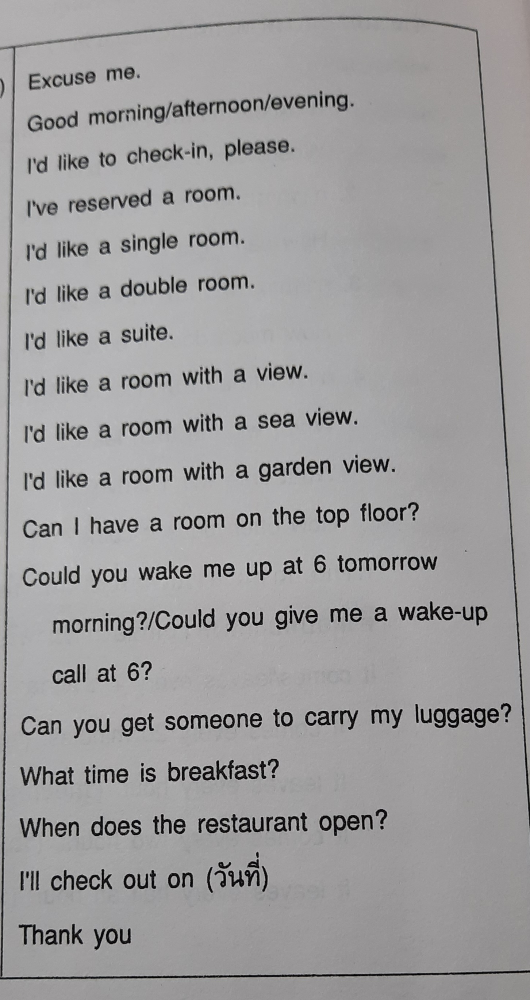 )
Excuse me.
Good morning/afternoon/evening.
I'd like to check-in, please.
I've reserved a room.
I'd like a single room.
I'd like a double room.
I'd like a suite.
I'd like a room with a view.
I'd like a room with a sea view.
I'd like a room with a garden view.
Can I have a room on the top floor?
Could you wake me up at 6 tomorrow
morning?/Could you give me a wake-up
call at 6?
Can you get someone to carry my luggage?
What time is breakfast?
When does the restaurant open?
I'll check out on (วันที่)
Thank you